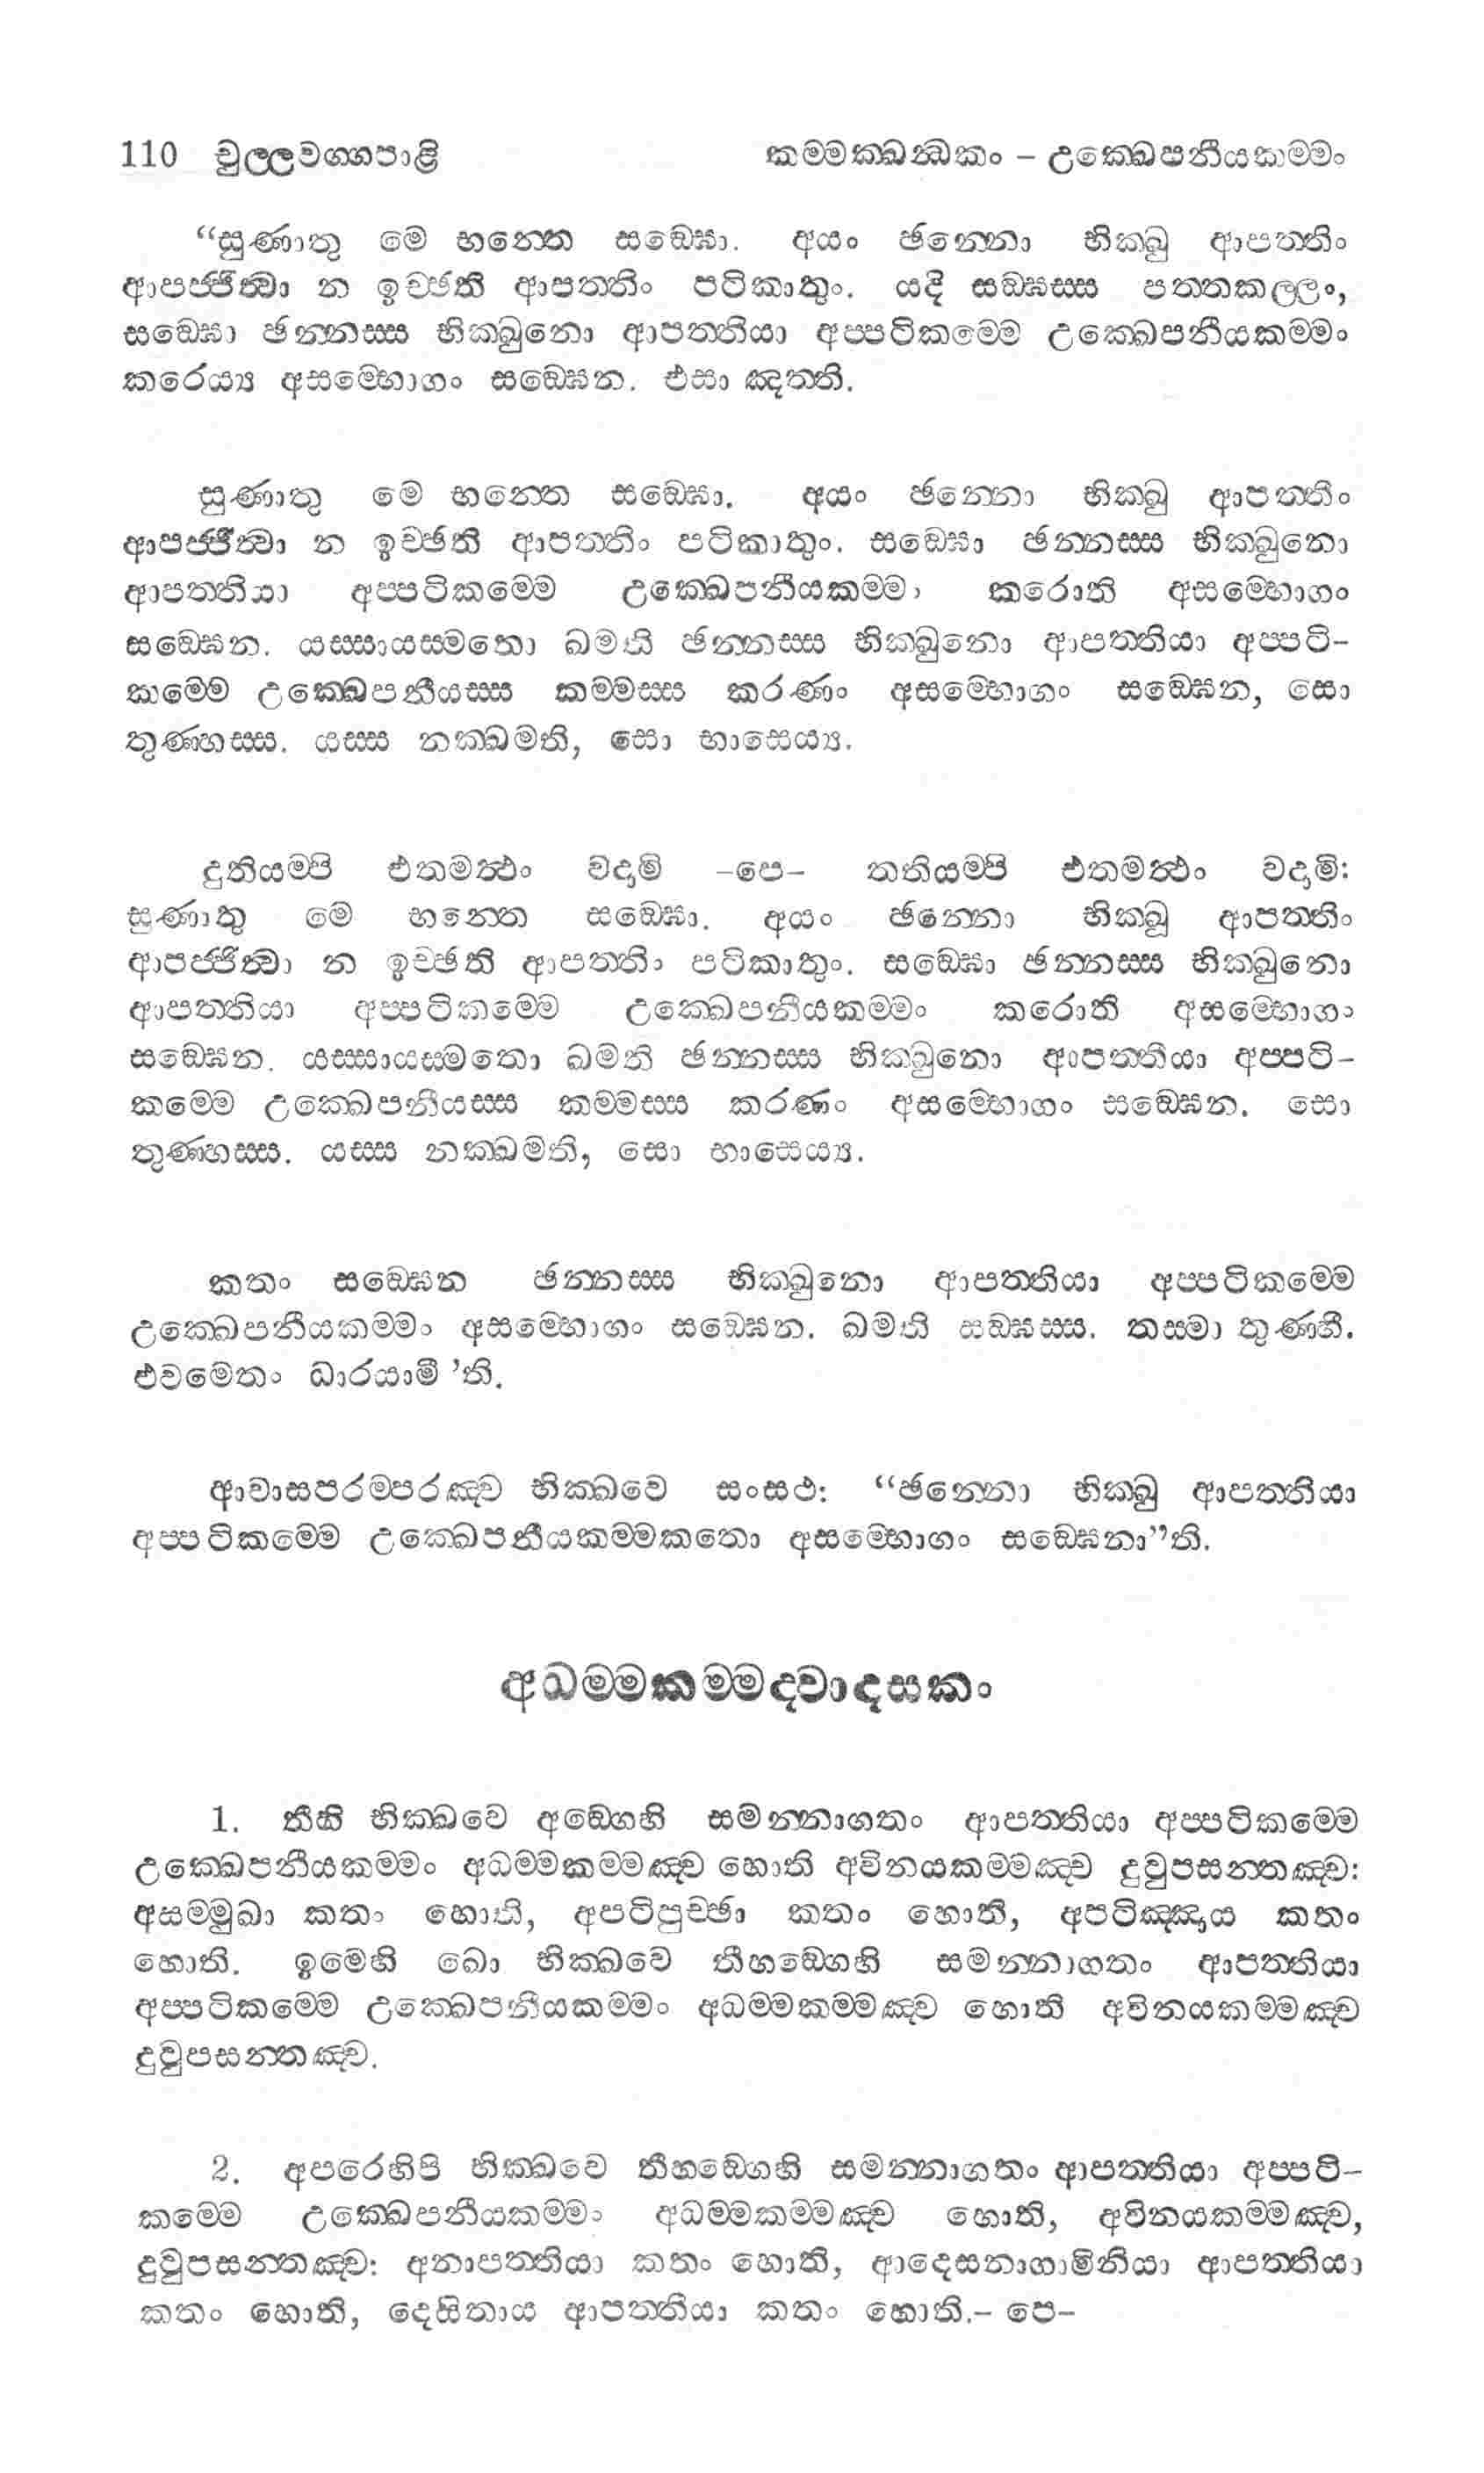 110 චුල්ලවග්ගපාළි කම්මක්ඛන්ධකං – උක්ඛෙපනීයකම්මං
“සුණාතු මෙ භන්තෙ සඞ්ඝො. අයං ඡන්නො භික්ඛු ආපත්තිං
ආපජ්ජිත්වා න ඉච්ඡති ආපත්තිං පටිකාතුං. යදි සඞ්ඝස්ස පත්තකල්ලං,
සඞ්ඝො ඡන්නස්ස භික්ඛුනො ආපත්තියා අප්පටිකම්මෙ උක්ඛෙපනීයකම්මං
කරෙය්‍ය අසම්භොගං සඞ්ඝෙන. එසා ඤත්ති.
සුණාතු මෙ භන්තෙ සඞ්ඝො. අයං ඡන්නො භික්ඛු ආපත්තිං
ආපජ්ජිත්වා න ඉච්ඡති ආපත්තිං පටිකාතුං. සඞ්ඝො ඡන්නස්ස භික්ඛුනො
ආපත්තියා අප්පටිකම්මෙ උක්ඛෙපනීයකම්මං කරොති අසම්භොගං
සඞ්ඝෙන. යස්සායස්මතො ඛමති ඡන්නස්ස භික්ඛුනො ආපත්තියා අප්පටි-
කම්මෙ උක්ඛෙපනීයස්ස කම්මස්ස කරණං අසම්භොගං සඞ්ඝෙන, සො
තුණ්හස්ස. යස්ස නක්ඛමති, සො භාසෙය්‍ය.
දුතියම්පි එතමත්ථං වදාමි –පෙ– තතියම්පි එතමත්ථං වදාමි:
සුණාතු මෙ භන්තෙ සඞ්ඝො. අයං ඡන්නො භික්ඛූ ආපත්තිං
ආපජ්ජිත්වා න ඉච්ඡති ආපත්තිං පටිකාතුං. සඞ්ඝො ඡන්නස්ස භික්ඛුනො
ආපත්තියා අප්පටිකම්මෙ උක්ඛෙපනීයකම්මං කරොති අසම්භොගං
සඞ්ඝෙන. යස්සායස්මතො ඛමති ඡන්නස්ස භික්ඛුනො ආපත්තියා අප්පටි-
කම්මෙ උක්ඛෙපනීයස්ස කම්මස්ස කරණං අසම්භොගං සඞ්ඝෙන. සො
තුණ්හස්ස. යස්ස නක්ඛමති, සො භාසෙය්‍ය.
කතං සඞ්ඝෙන ඡන්නස්ස භික්ඛුනො ආපත්තියා අප්පටිකම්මෙ
උක්ඛෙපනීයකම්මං අසම්භොගං සඞ්ඝෙන. ඛමති සඞ්ඝස්ස. තස්මා තුණ්හී.
එවමෙතං ධාරයාමී ’ති.
ආවාසපරම්පරඤ්ච භික්ඛවෙ සංසථ: “ඡන්නො භික්ඛු ආපත්තියා
අප්පටිකම්මෙ උක්ඛෙපනීයකම්මකතො අසම්භොගං සඞ්ඝෙනා”ති.
අධම්මකම්මද්වාදසකං
1. තීහි භික්ඛවෙ අඞ්ගෙහි සමන්නාගතං ආපත්තියා අප්පටිකම්මෙ
උක්ඛෙපනීයකම්මං අධම්මකම්මඤ්ච හොති අවිනයකම්මඤ්ච දුවූපසන්තඤ්ච:
අසම්මුඛා කතං හොති, අපටිපුච්ඡා කතං හොති, අපටිඤ්ඤාය කතං
හොති. ඉමෙහි ඛො භික්ඛවෙ තීහඞ්ගෙහි සමන්නාගතං ආපත්තියා
අප්පටිකම්මෙ උක්ඛෙපනීයකම්මං අධම්මකම්මඤ්ච හොති අවිනයකම්මඤ්ච
දුවූපසන්තඤ්ච.
2. අපරෙහිපි භික්ඛවෙ තීහඞ්ගෙහි සමන්නාගතං ආපත්තියා අප්පටි-
කම්මෙ උක්ඛෙපනීයකම්මං අධම්මකම්මඤ්ච හොති, අවිනයකම්මඤ්ච,
දුවූපසන්තඤ්ච: අනාපත්තියා කතං හොති, ආදෙසනාගාමිනියා ආපත්තියා
කතං හොති, දෙසිතාය ආපත්තියා කතං හොති.– පෙ–